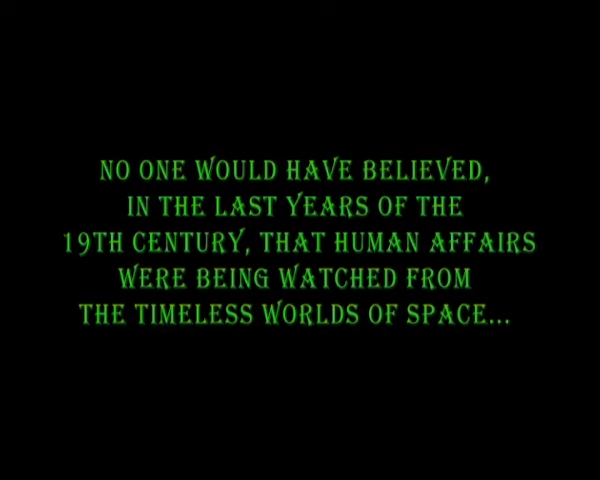 NO ONE WOULD HAVE BELIEVED,
IN THE LAST YEARS OF THE
19TH CENTURY, THAT HUMAN AFFAIRS
WERE BEING WATCHED FROM
THE TIMELESS WORLDS OF SPACE...